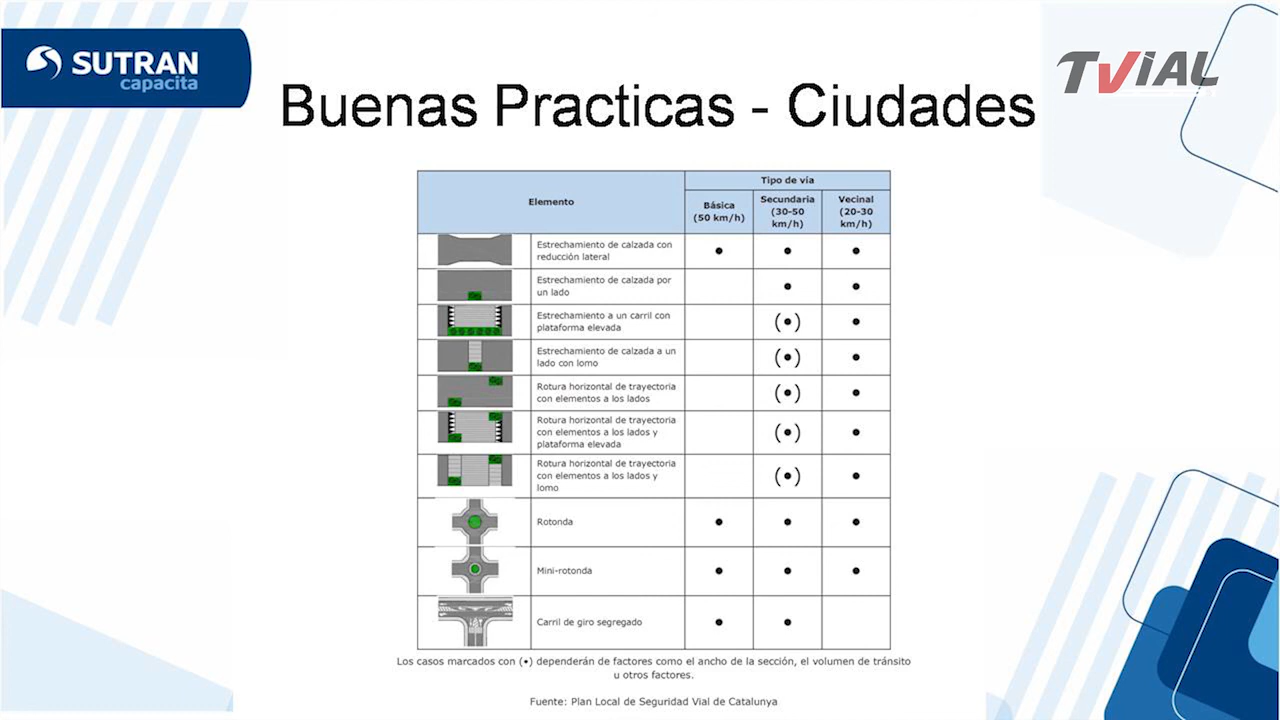 SUTRAN
capacita
TViAL
Buenas Practicas - Ciudades
Elemento
Tipo de vía
Básica
(50 km/h)
Secundaria
(30-50
km/h)
Vecinal
(20-30
km/h)
Estrechamiento de calzada con
reducción lateral
• • •
Estrechamiento de calzada por
un lado
• •
Estrechamiento a un carril con
plataforma elevada
(•) •
Estrechamiento de calzada a un
lado con lomo
(•) •
Rotura horizontal de trayectoria
con elementos a los lados
(•) •
Rotura horizontal de trayectoria
con elementos a los lados y
plataforma elevada
(•) •
Rotura horizontal de trayectoria
con elementos a los lados y
lomo
(•) •
Rotonda
• • •
Mini-rotonda
• • •
Carril de giro segregado
• •
Los casos marcados con (•) dependerán de factores como el ancho de la sección, el volumen de tránsito
u otros factores.
Fuente: Plan Local de Seguridad Vial de Catalunya